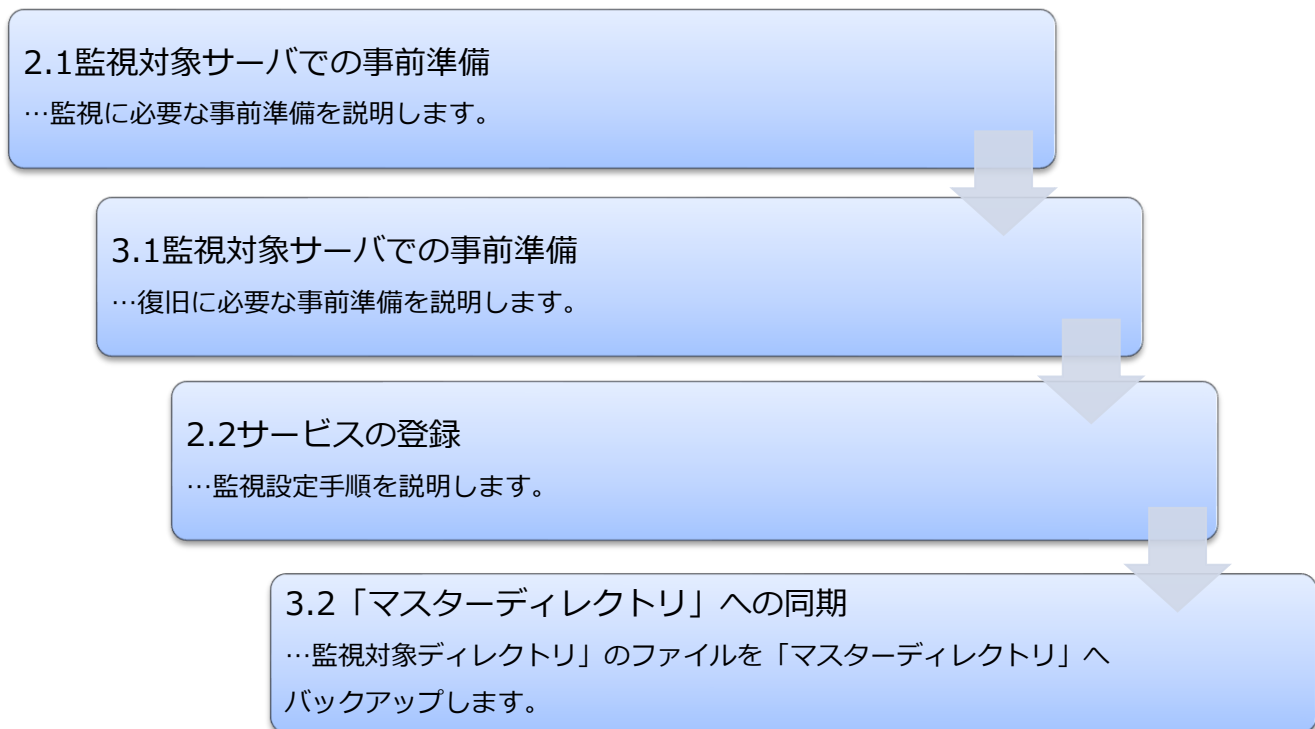 2.1監視対象サーバでの事前準備
…監視に必要な事前準備を説明します。
3.1監視対象サーバでの事前準備
…復旧に必要な事前準備を説明します。
2.2サービスの登録
…監視設定手順を説明します。
3.2「マスターディレクトリ」への同期
…監視対象ディレクトリ」のファイルを「マスターディレクトリ」へ
バックアップします。